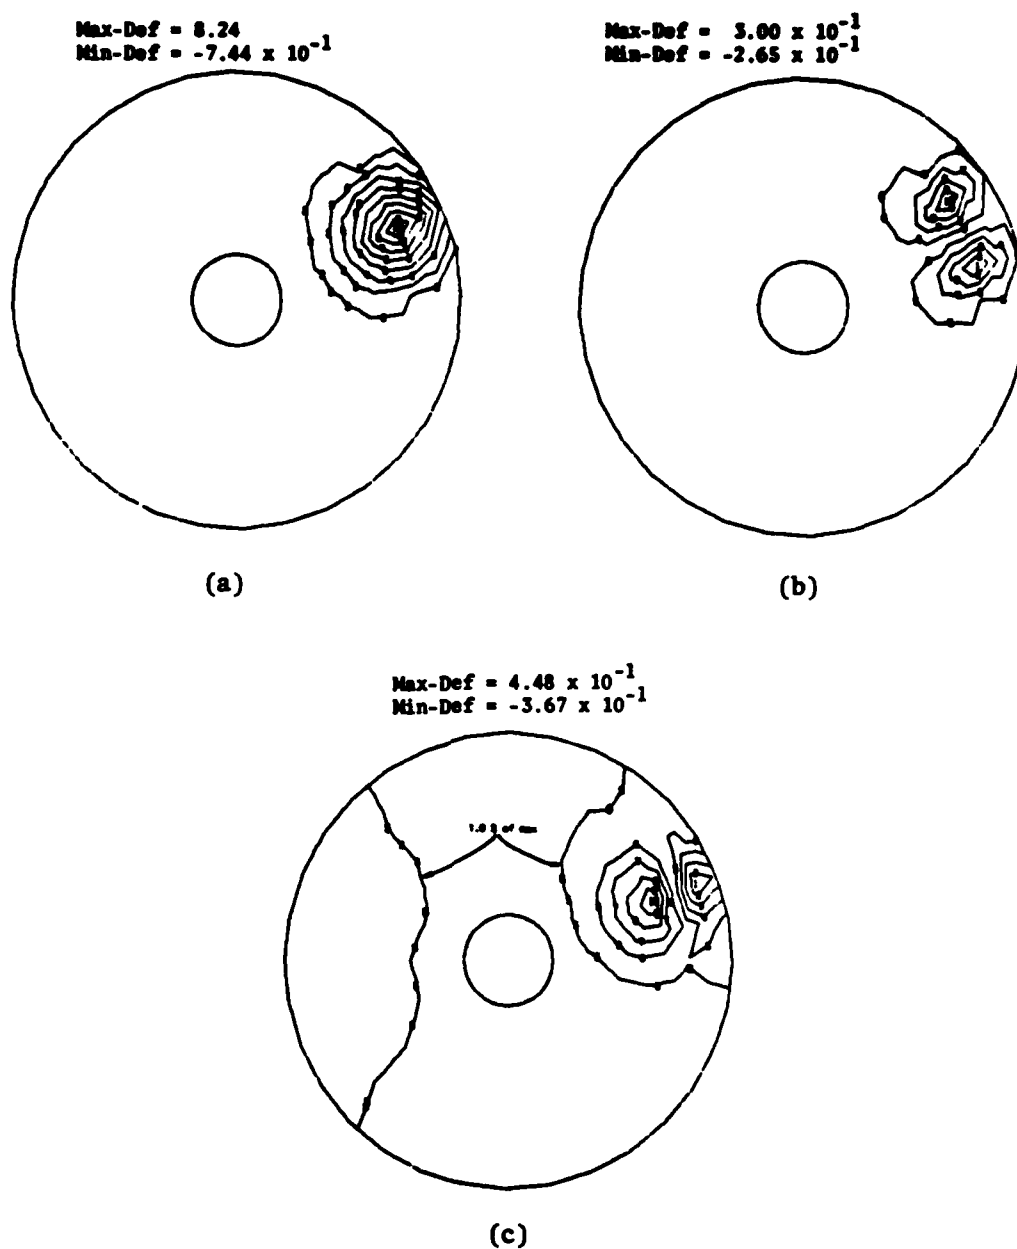 Max-Def = 8.24
Min-Def = -7.44 x 10⁻¹
Max-Def = 3.00 x 10⁻¹
Min-Def = -2.65 x 10⁻¹
(a)
(b)
Max-Def = 4.48 x 10⁻¹
Min-Def = -3.67 x 10⁻¹
of
(c)